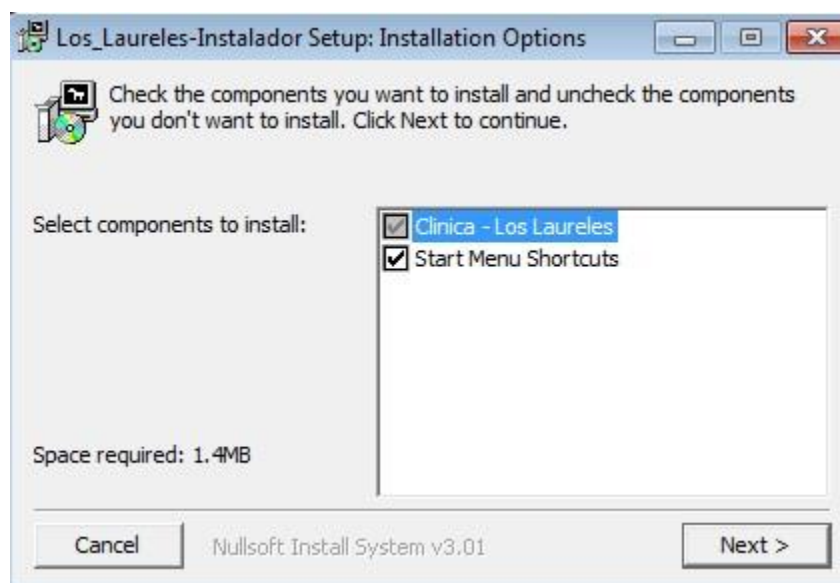 Los_Laureles-Instalador Setup: Installation Options
Check the components you want to install and uncheck the components
you don't want to install. Click Next to continue.
Select components to install:
Clinica - Los Laureles
Start Menu Shortcuts
Space required: 1.4MB
Cancel
Nullsoft Install System v3.01
Next >